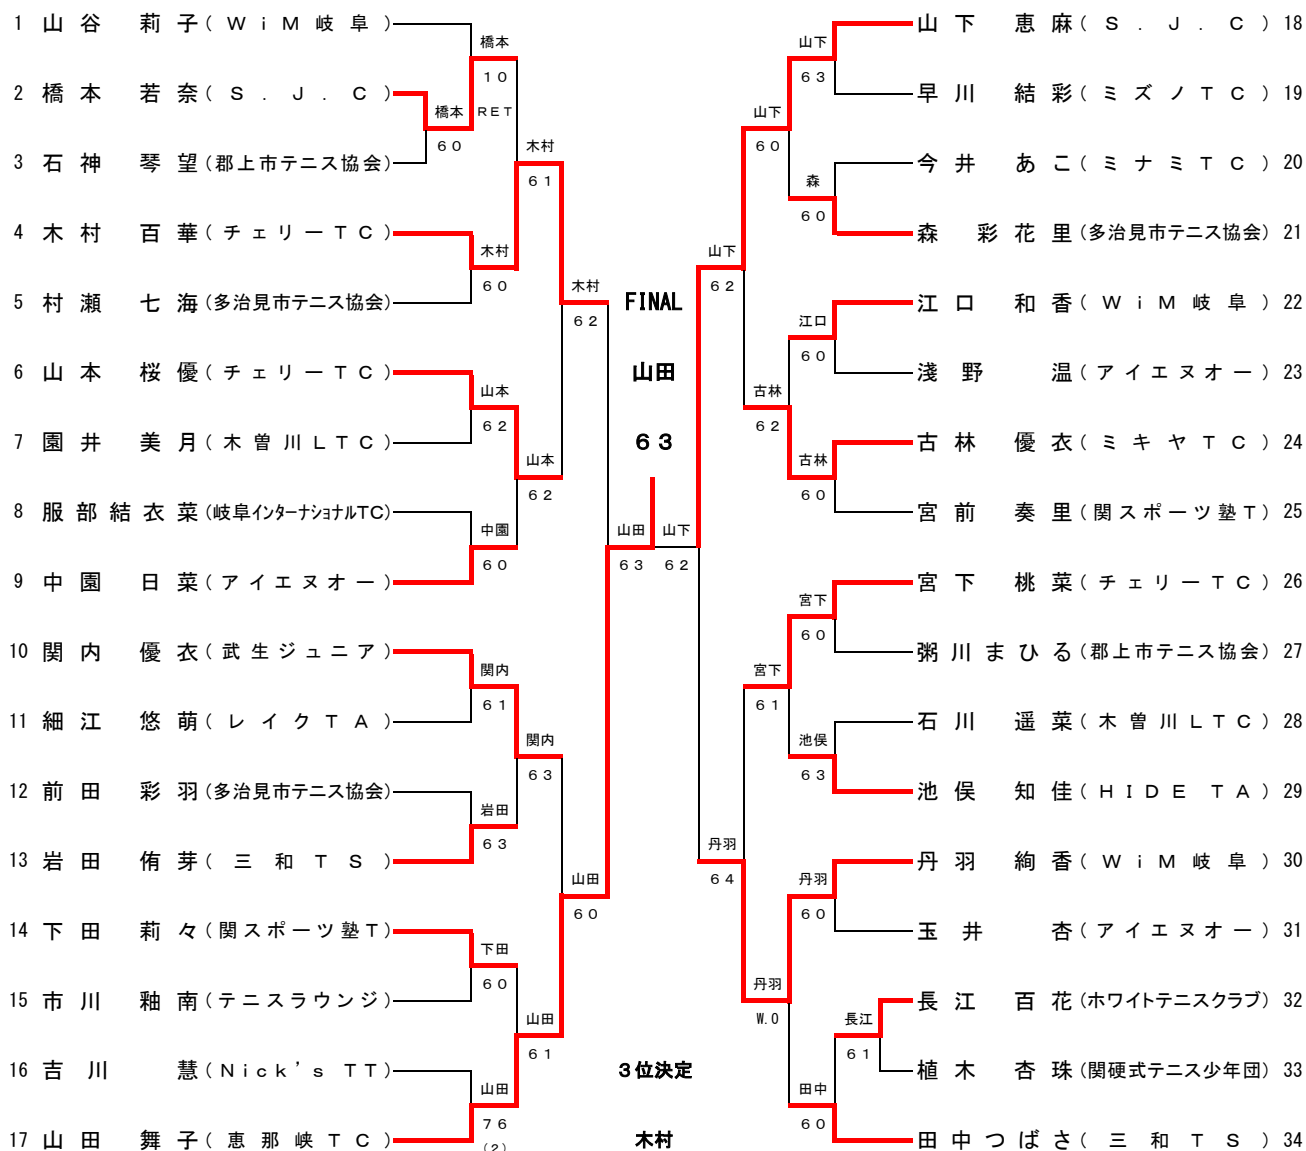 1 山谷 莉子 (WiM岐阜)
2 橋本 若奈 (S.J.C)
3 石神 琴望 (郡上市テニス協会)
4 木村 百華 (チェリーTC)
5 村瀬 七海 (多治見市テニス協会)
6 山本 桜優 (チェリーTC)
7 園井 美月 (木曽川LTC)
8 服部結衣菜 (岐阜インターナショナルTC)
9 中園 日菜 (アイエヌオー)
10 関内 優衣 (武生ジュニア)
11 細江 悠萌 (レイクTA)
12 前田 彩羽 (多治見市テニス協会)
13 岩田 侑芽 (三和TS)
14 下田 莉々 (関スポーツ塾T)
15 市川 釉南 (テニスラウンジ)
16 吉川 慧 (Nick's TT)
17 山田 舞子 (恵那峡TC)
橋本
60
橋本
10
RET
木村
60
山本
62
中園
60
関内
61
岩田
63
下田
60
山田
76
(2)
木村
61
山本
62
関内
63
山田
61
木村
62
山田
60
山田
63
FINAL
山田
63
3位決定
木村
山下
62
山下
62
丹羽
64
山下
60
古林
62
宮下
61
丹羽
W.O
山下
63
森
60
江口
60
古林
60
宮下
60
池俣
63
丹羽
60
長江
61
田中
60
山下 恵麻 (S.J.C) 18
早川 結彩 (ミズノTC) 19
今井 あこ (ミナミTC) 20
森 彩花里 (多治見市テニス協会) 21
江口 和香 (WiM岐阜) 22
淺野 温 (アイエヌオー) 23
古林 優衣 (ミキヤTC) 24
宮前 奏里 (関スポーツ塾T) 25
宮下 桃菜 (チェリーTC) 26
粥川まひる (郡上市テニス協会) 27
石川 遥菜 (木曽川LTC) 28
池俣 知佳 (HIDE TA) 29
丹羽 絢香 (WiM岐阜) 30
玉井 杏 (アイエヌオー) 31
長江 百花 (ホワイトテニスクラブ) 32
植木 杏珠 (関硬式テニス少年団) 33
田中つばさ (三和TS) 34